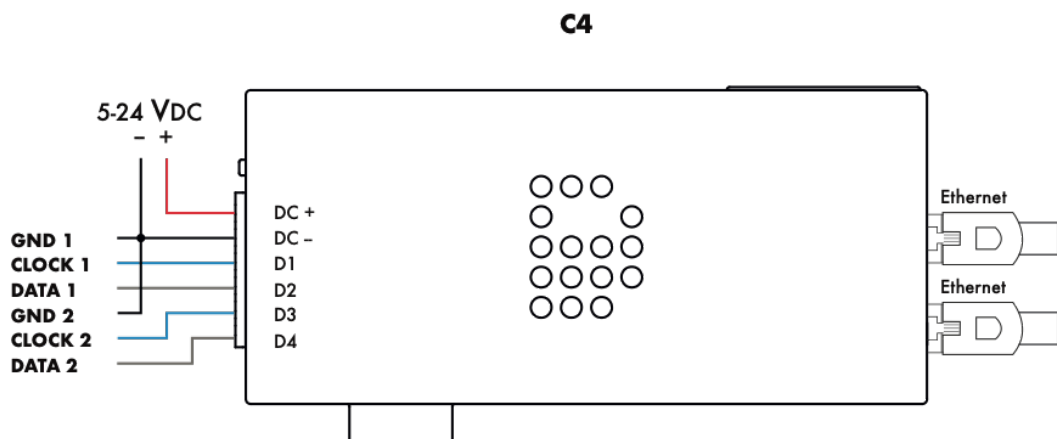 C4
5-24 VDC
– +
DC +
GND 1
DC –
CLOCK 1
D1
DATA 1
D2
GND 2
D3
CLOCK 2
D4
DATA 2
Ethernet
Ethernet